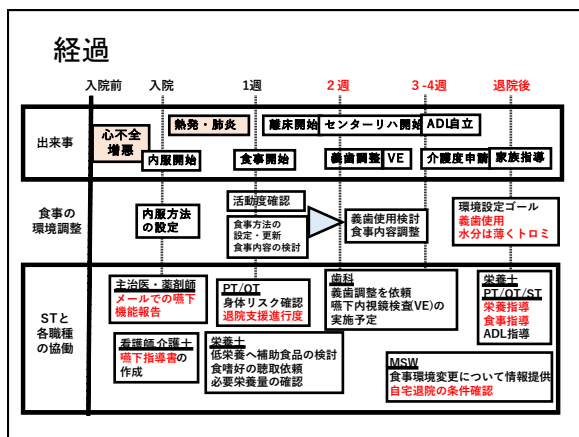 経過
入院前
入院
1週
２週
３-4週
退院後
出来事
心不全
増悪
熱発・肺炎
離床開始
センターリハ開始
ADL自立
内服開始
食事開始
義歯調整
VE
介護度申請
家族指導
食事の
環境調整
内服方法
の設定
活動度確認
食事方法の
設定・更新
食事内容の検討
義歯使用検討
食事内容調整
環境設定ゴール
義歯使用
水分は薄くトロミ
STと
各職種
の協働
主治医・薬剤師
メールでの嚥下
機能報告
看護師 介護士
嚥下指導書の
作成
PT/OT
身体リスク確認
退院支援進行度
栄養士
低栄養へ補助食品の検討
食嗜好の聴取依頼
必要栄養量の確認
歯科
義歯調整を依頼
嚥下内視鏡検査(VE)の
実施予定
栄養士
PT/OT/ST
栄養指導
食事指導
ADL指導
MSW
食事環境変更について情報提供
自宅退院の条件確認